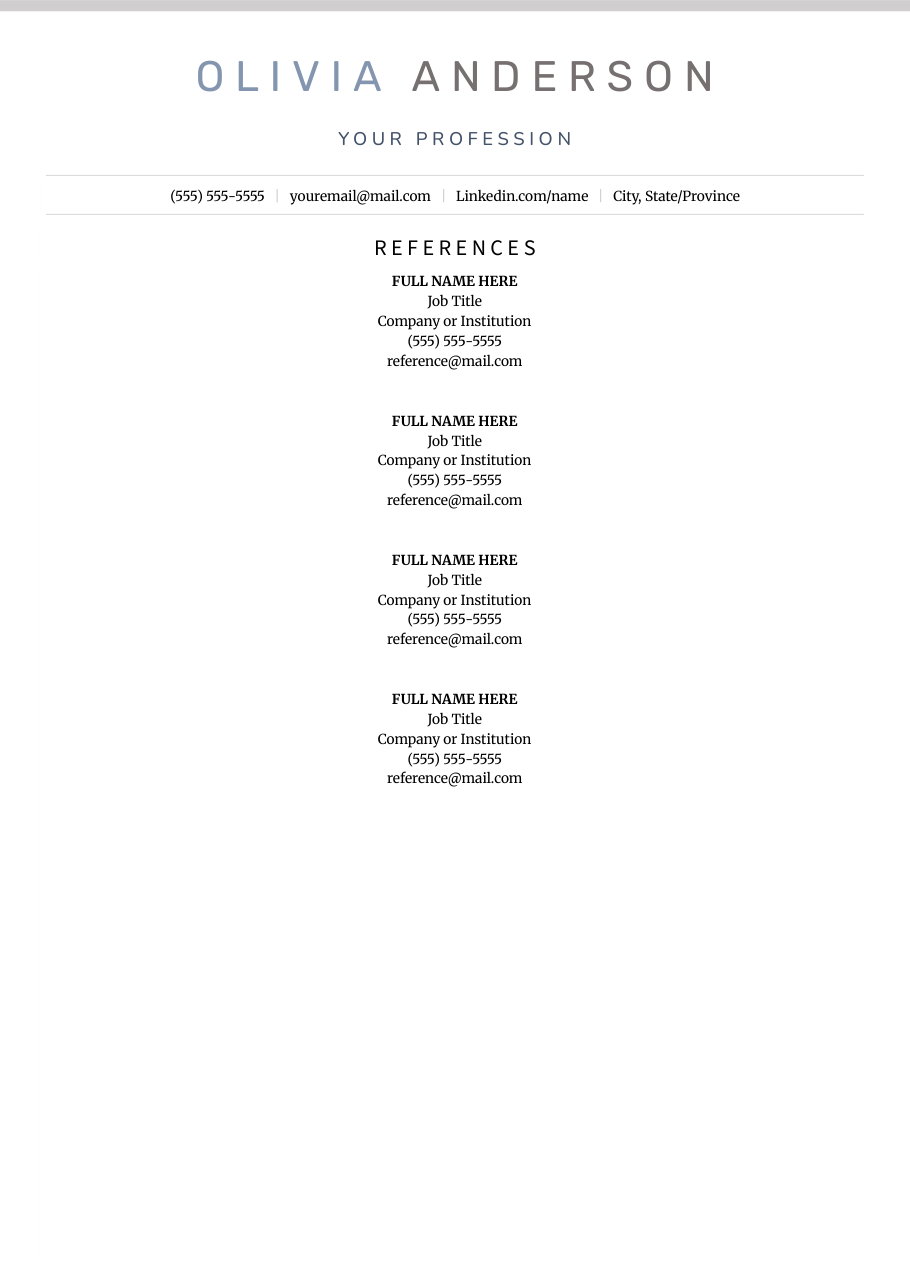 OLIVIA ANDERSON
YOUR PROFESSION
(555) 555-5555 | youremail@mail.com | Linkedin.com/name | City, State/Province
REFERENCES
FULL NAME HERE
Job Title
Company or Institution
(555) 555-5555
reference@mail.com
FULL NAME HERE
Job Title
Company or Institution
(555) 555-5555
reference@mail.com
FULL NAME HERE
Job Title
Company or Institution
(555) 555-5555
reference@mail.com
FULL NAME HERE
Job Title
Company or Institution
(555) 555-5555
reference@mail.com